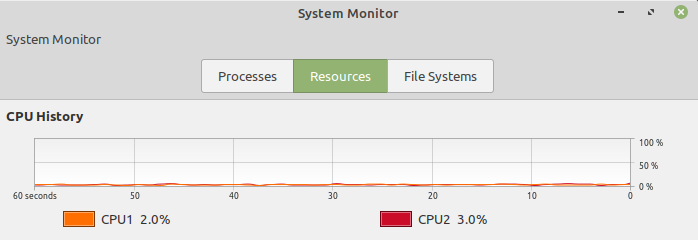 System Monitor
System Monitor
Processes Resources File Systems
CPU History
100 %
50 %
0 %
60 seconds 50 40 30 20 10 0
CPU1 2.0% CPU2 3.0%